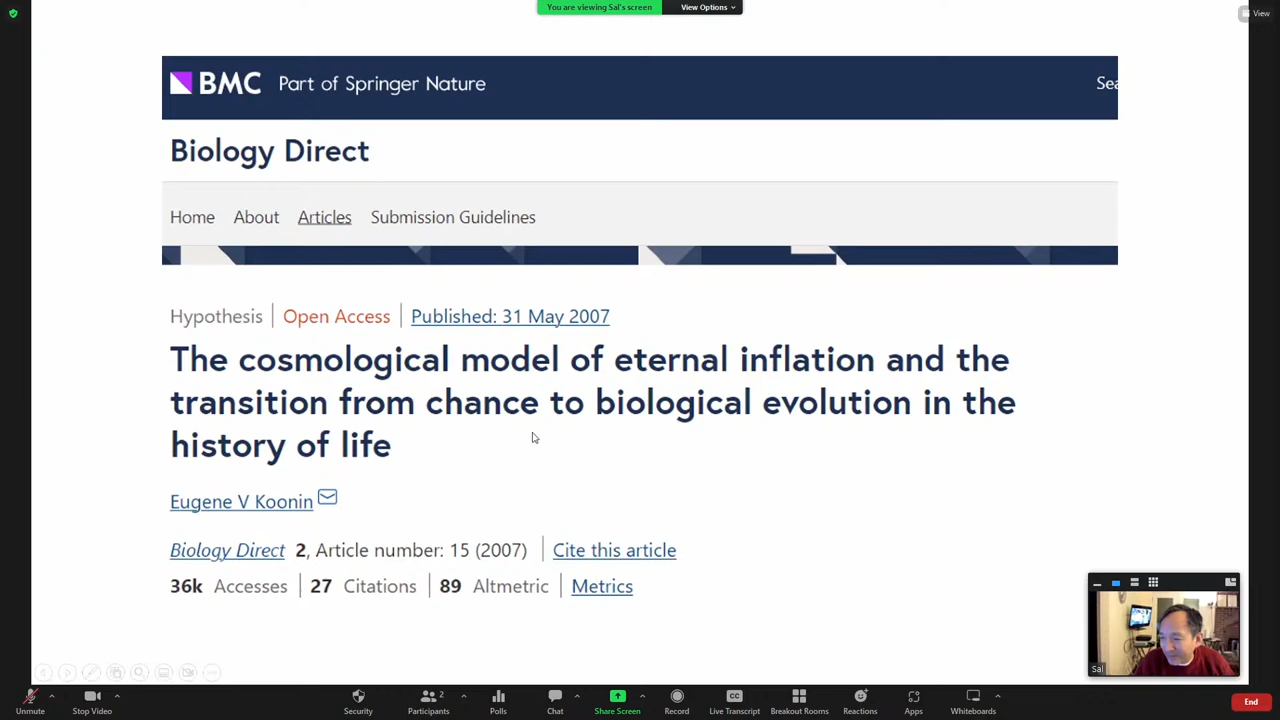 You are viewing Sal's screen
View Options
View
BMC Part of Springer Nature
Sea
Biology Direct
Home About Articles Submission Guidelines
Hypothesis | Open Access | Published: 31 May 2007
The cosmological model of eternal inflation and the
transition from chance to biological evolution in the
history of life
Eugene V Koonin
Biology Direct 2, Article number: 15 (2007) | Cite this article
36k Accesses | 27 Citations | 89 Altmetric | Metrics
Sal
Unmute Stop Video Security Participants 2 Polls Chat Share Screen Record Live Transcript Breakout Rooms Reactions Apps Whiteboards End